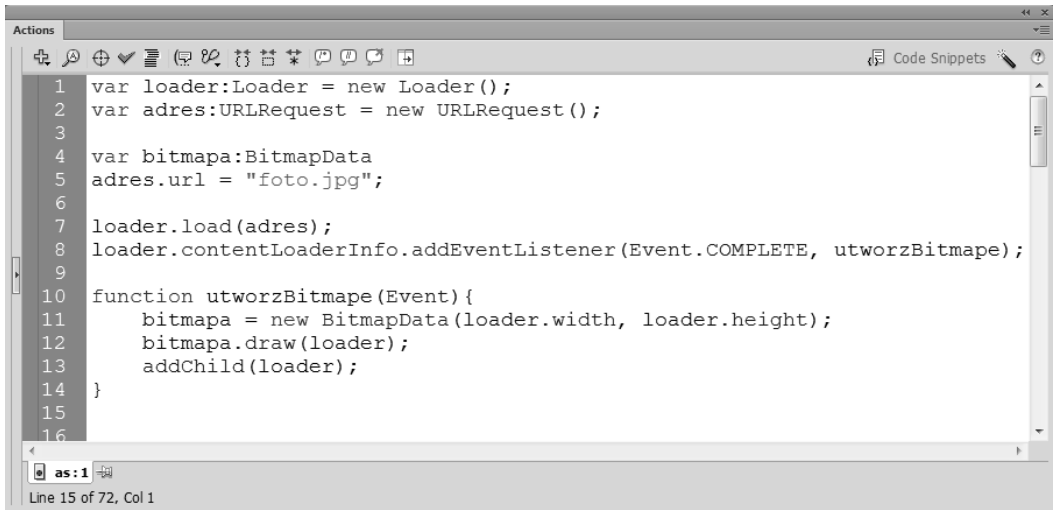 Actions
Code Snippets
1 var loader:Loader = new Loader();
2 var adres:URLRequest = new URLRequest();
3
4 var bitmapa:BitmapData
5 adres.url = "foto.jpg";
6
7 loader.load(adres);
8 loader.contentLoaderInfo.addEventListener(Event.COMPLETE, utworzBitmape);
9
10 function utworzBitmape(Event){
11 bitmapa = new BitmapData(loader.width, loader.height);
12 bitmapa.draw(loader);
13 addChild(loader);
14 }
15
16
as:1
Line 15 of 72, Col 1